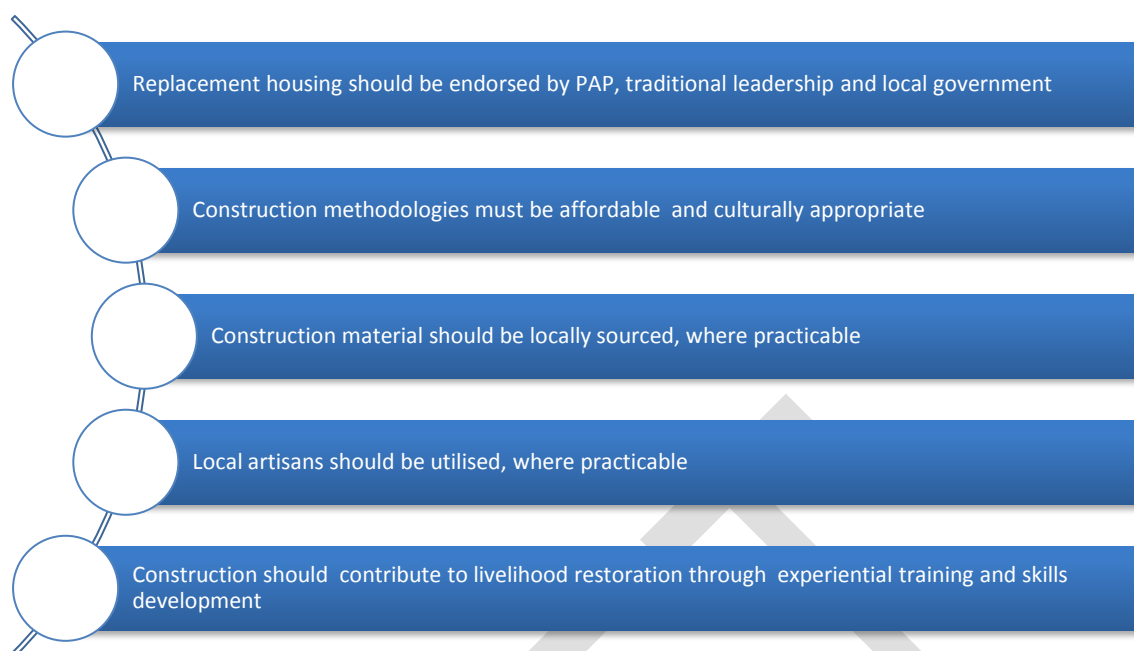 Replacement housing should be endorsed by PAP, traditional leadership and local government
Construction methodologies must be affordable and culturally appropriate
Construction material should be locally sourced, where practicable
Local artisans should be utilised, where practicable
Construction should contribute to livelihood restoration through experiential training and skills
development